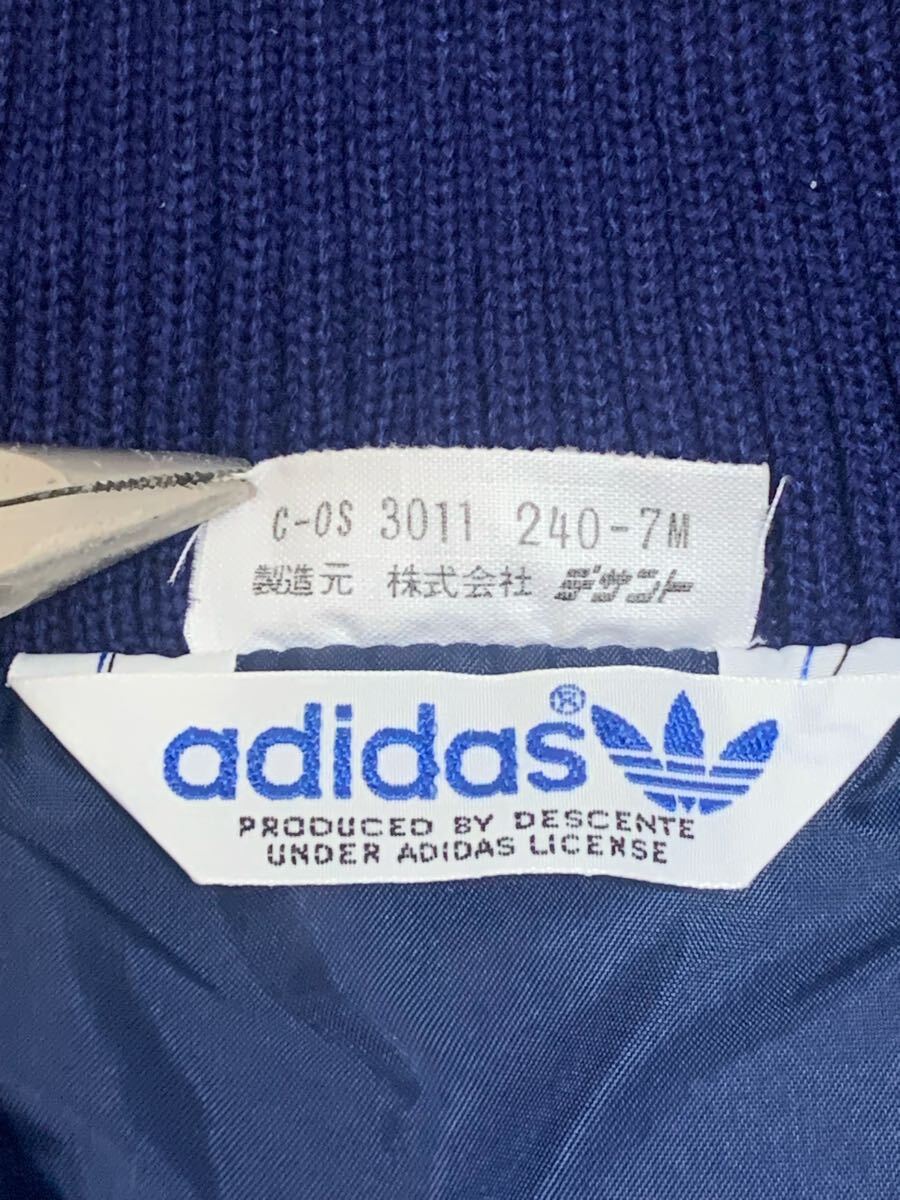 C-OS 3011 240-7M
製造元 株式会社 デサント
adidas®
PRODUCED BY DESCENTE
UNDER ADIDAS LICENSE